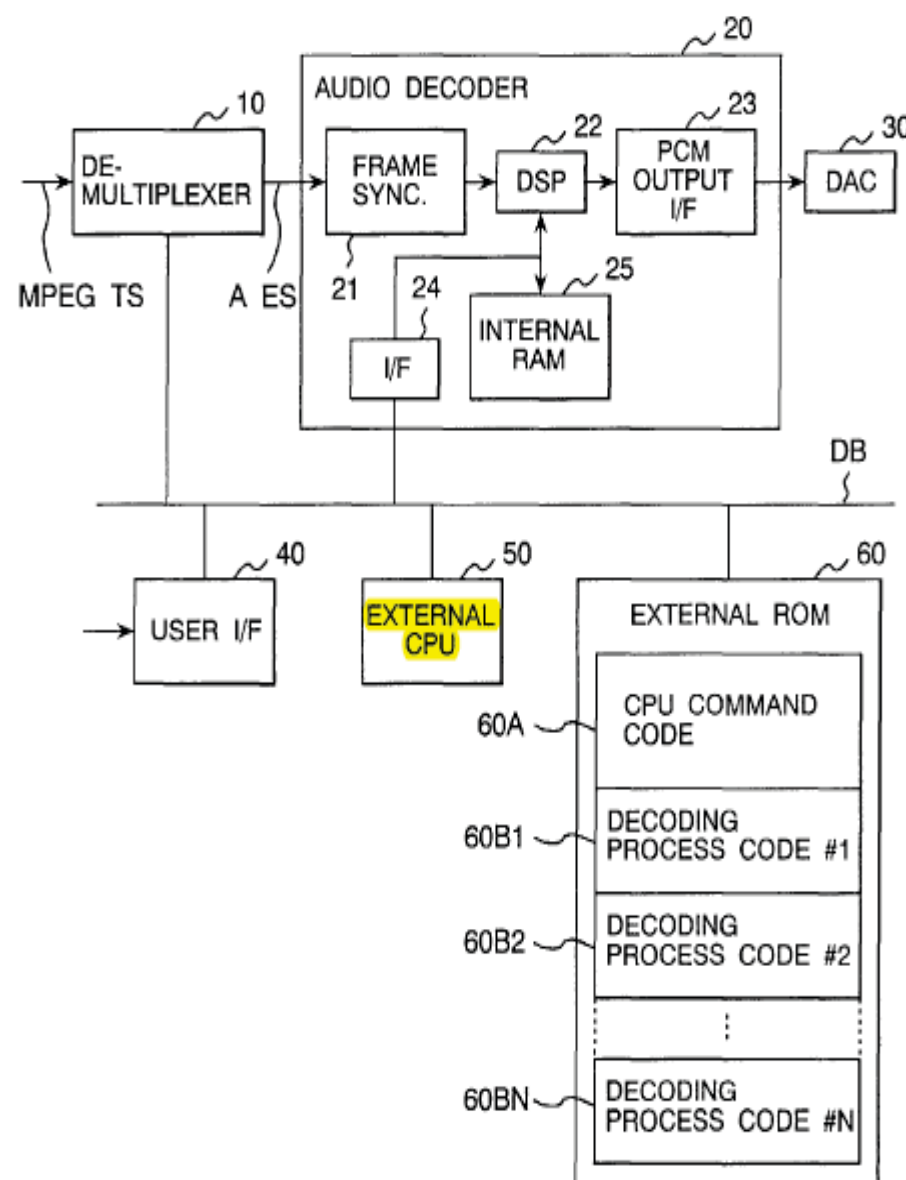 20
AUDIO DECODER
10
22
23
30
DE-
MULTIPLEXER
FRAME
SYNC.
DSP
PCM
OUTPUT
I/F
DAC
MPEG TS
A ES
21
24
25
I/F
INTERNAL
RAM
DB
40
50
60
USER I/F
EXTERNAL
CPU
EXTERNAL ROM
60A
CPU COMMAND
CODE
60B1
DECODING
PROCESS CODE #1
60B2
DECODING
PROCESS CODE #2
60BN
DECODING
PROCESS CODE #N